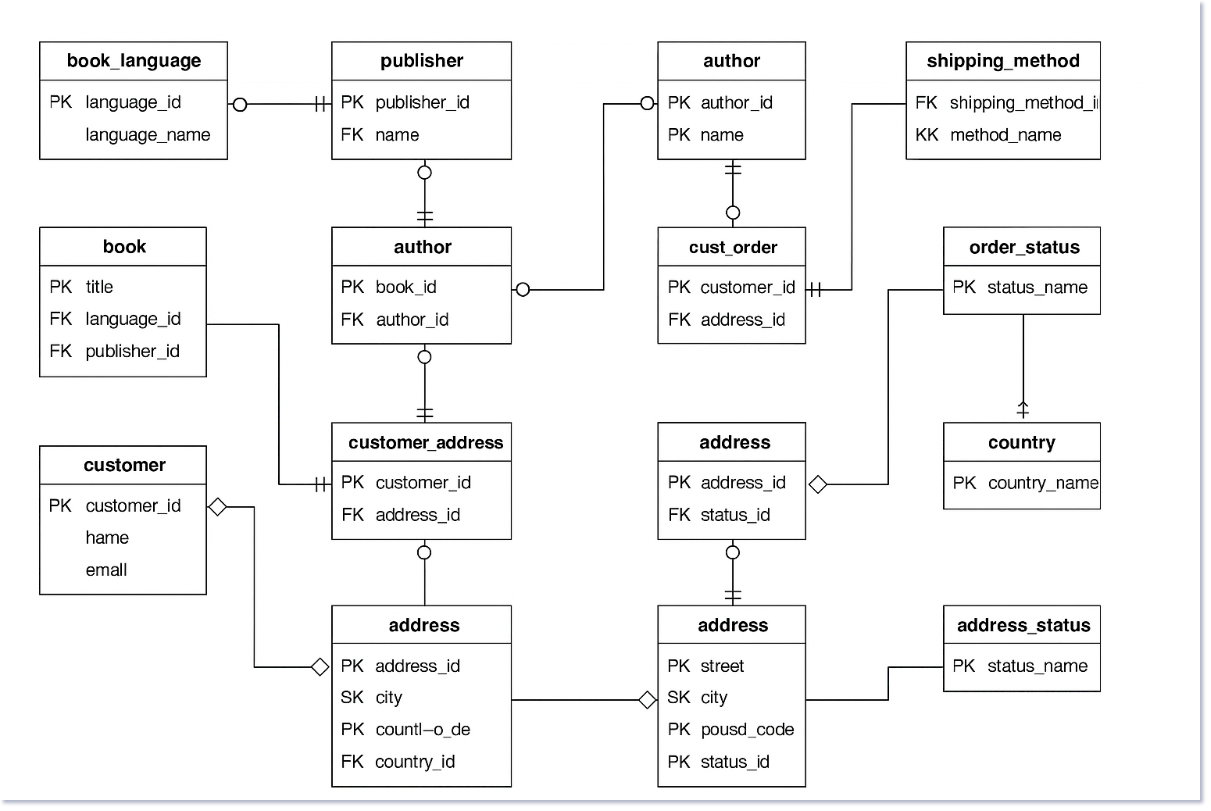 book_language
PK language_id
language_name
publisher
PK publisher_id
FK name
author
PK author_id
PK name
shipping_method
FK shipping_method_i
KK method_name
book
PK title
FK language_id
FK publisher_id
author
PK book_id
FK author_id
cust_order
PK customer_id
FK address_id
order_status
PK status_name
customer
PK customer_id
hame
emall
customer_address
PK customer_id
FK address_id
address
PK address_id
FK status_id
country
PK country_name
address
PK address_id
SK city
PK countl–o_de
FK country_id
address
PK street
SK city
PK pousd_code
PK status_id
address_status
PK status_name